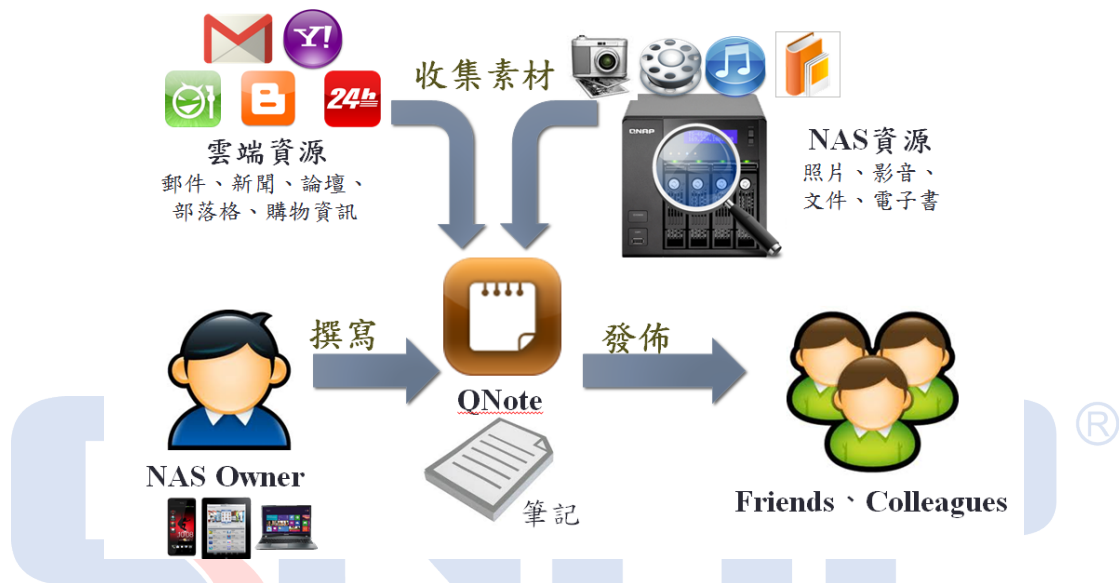 Y!
收集素材
B
24h
QNAP
雲端資源
郵件、新聞、論壇、
部落格、購物資訊
NAS資源
照片、影音、
文件、電子書
撰寫
發佈
QNote
筆記
NAS Owner
Friends、Colleagues
®